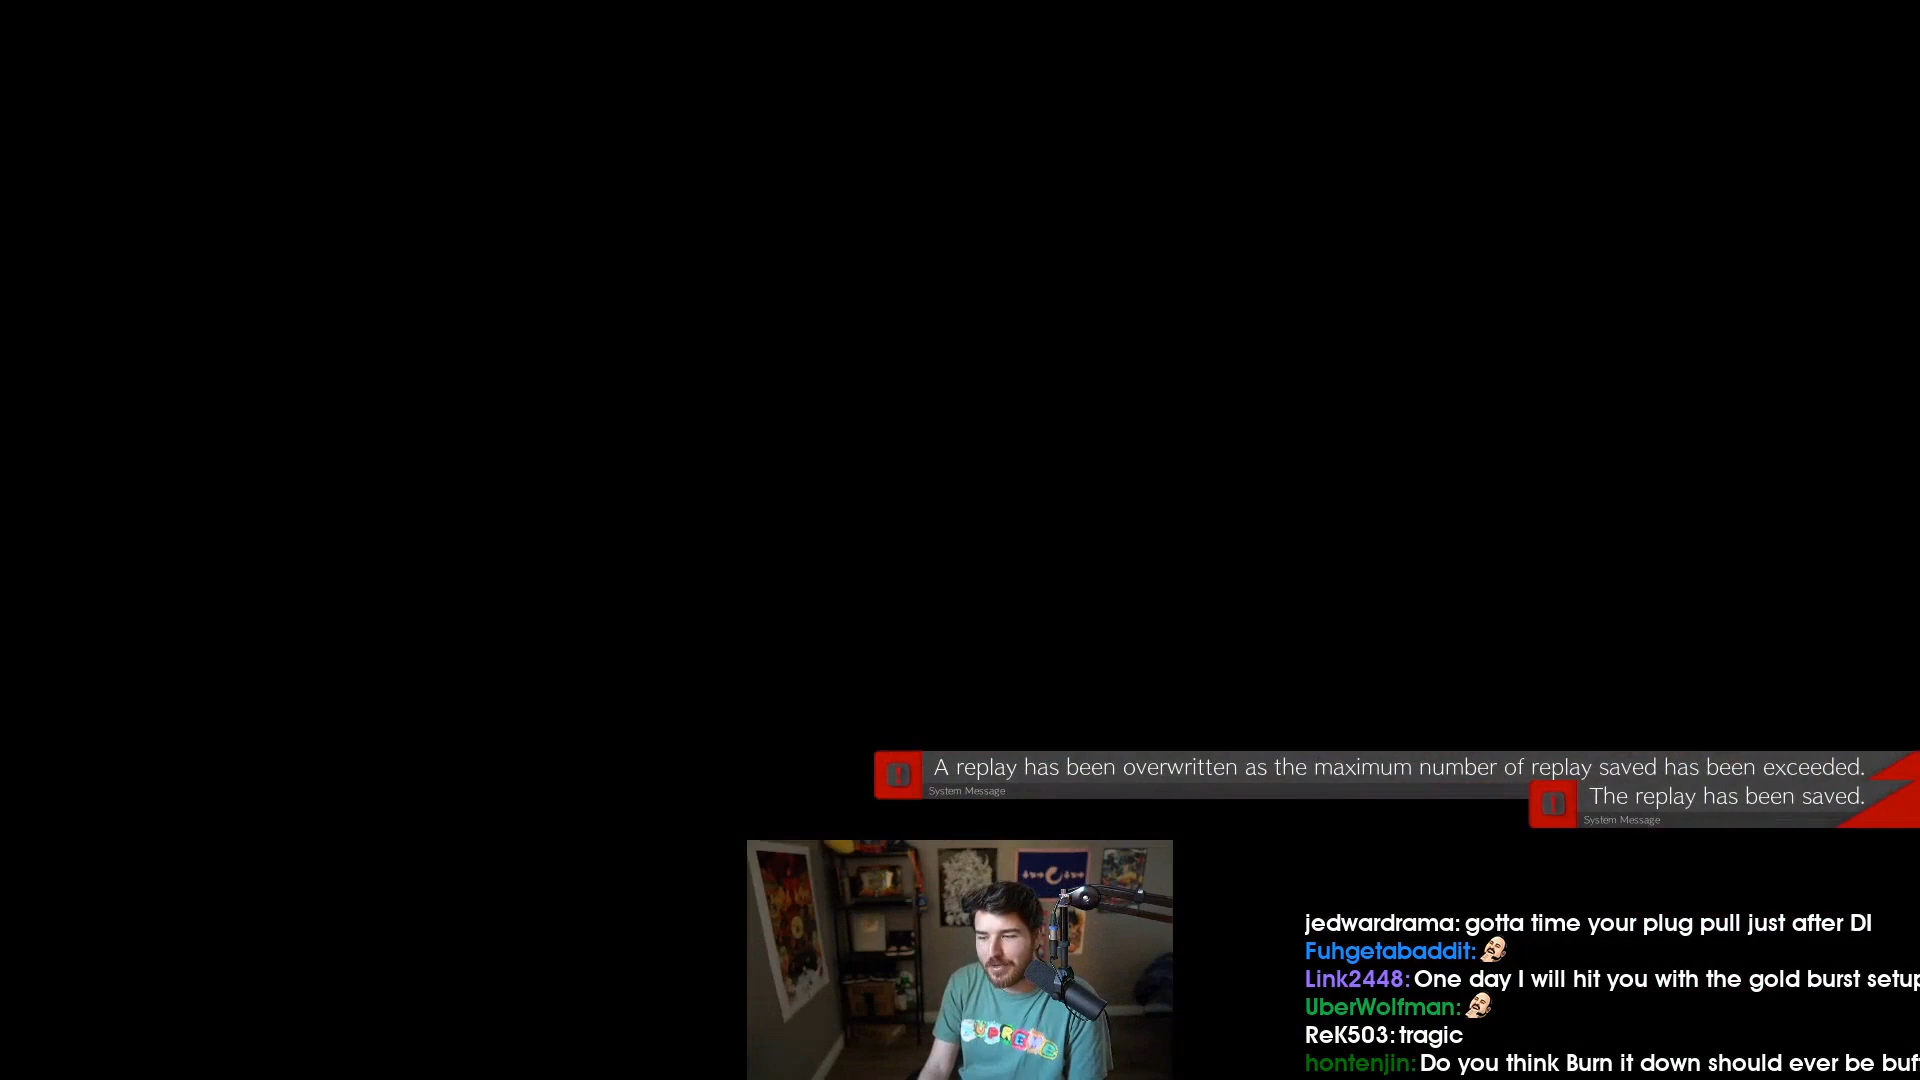 A replay has been overwritten as the maximum number of replay saved has been exceeded.
System Message
The replay has been saved.
System Message
SUPREME
jedwardrama: gotta time your plug pull just after DI
Fuhgetabaddit:
Link2448: One day I will hit you with the gold burst setup
UberWolfman:
ReK503: tragic
hontenjin: Do you think Burn it down should ever be buf